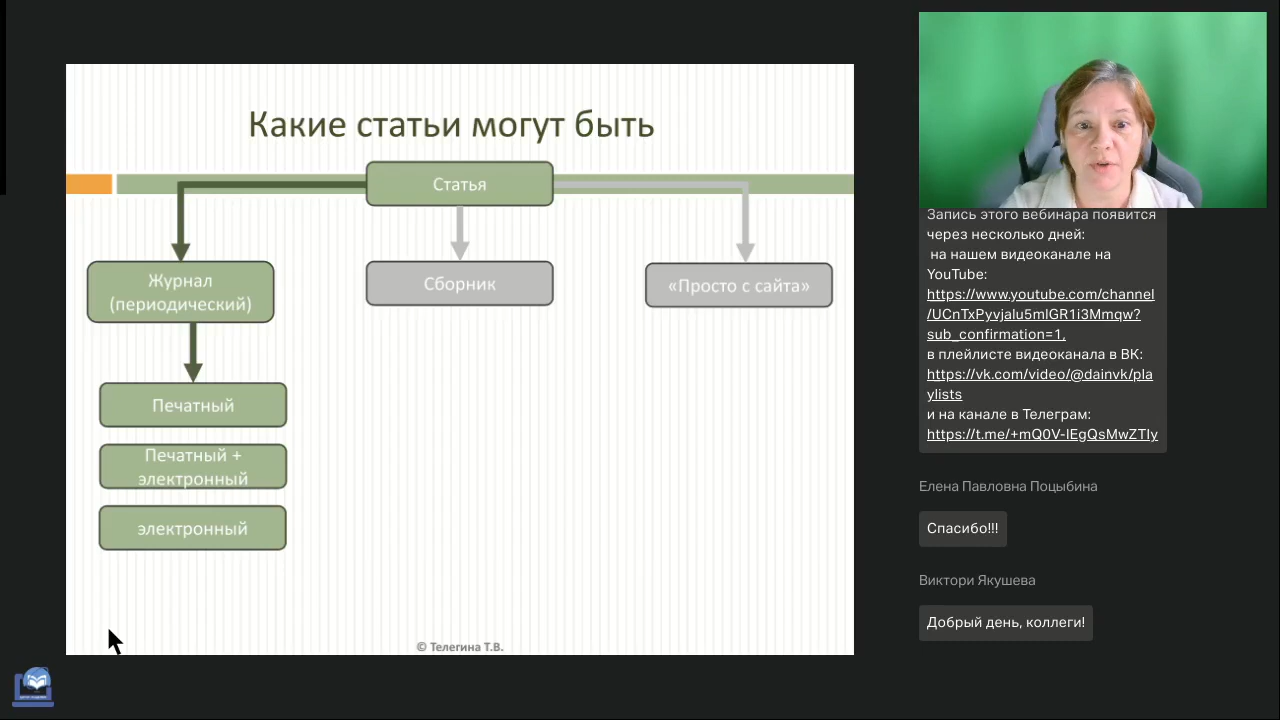 Какие статьи могут быть
Статья
Журнал
(периодический)
Сборник
«Просто с сайта»
Печатный
Печатный +
электронный
электронный
© Телегина Т.В.
Запись этого вебинара появится
через несколько дней:
на нашем видеоканале на
YouTube:
https://www.youtube.com/channel
/UCnTxPyvjalu5mlGR1i3Mmqw?
sub_confirmation=1,
в плейлисте видеоканала в ВК:
https://vk.com/video/@dainvk/pla
ylists
и на канале в Телеграм:
https://t.me/+mQ0V-lEgQsMwZTIy
Елена Павловна Поцыбина
Спасибо!!!
Виктори Якушева
Добрый день, коллеги!